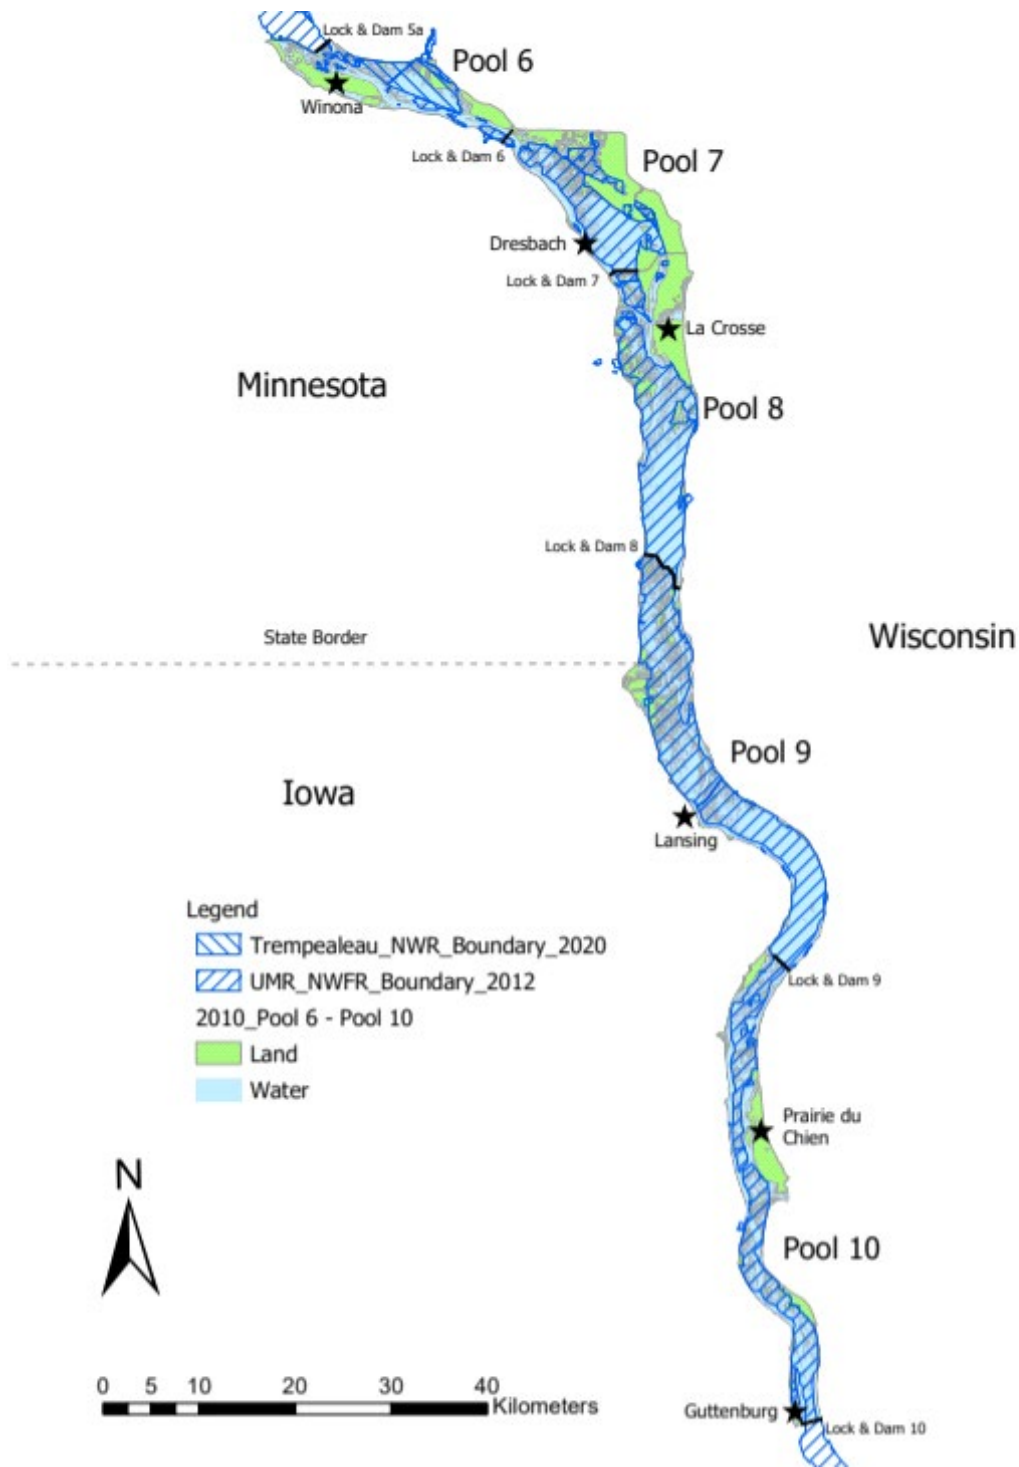 Lock & Dam 5a
Pool 6
Winona
Lock & Dam 6
Pool 7
Dresbach
Lock & Dam 7
La Crosse
Minnesota
Pool 8
Lock & Dam 8
State Border
Wisconsin
Pool 9
Iowa
Lansing
Legend
Trempealeau_NWR_Boundary_2020
UMR_NWFR_Boundary_2012
2010_Pool 6 - Pool 10
Land
Water
Lock & Dam 9
Prairie du
Chien
N
Pool 10
0 5 10 20 30 40
Kilometers
Guttenburg
Lock & Dam 10